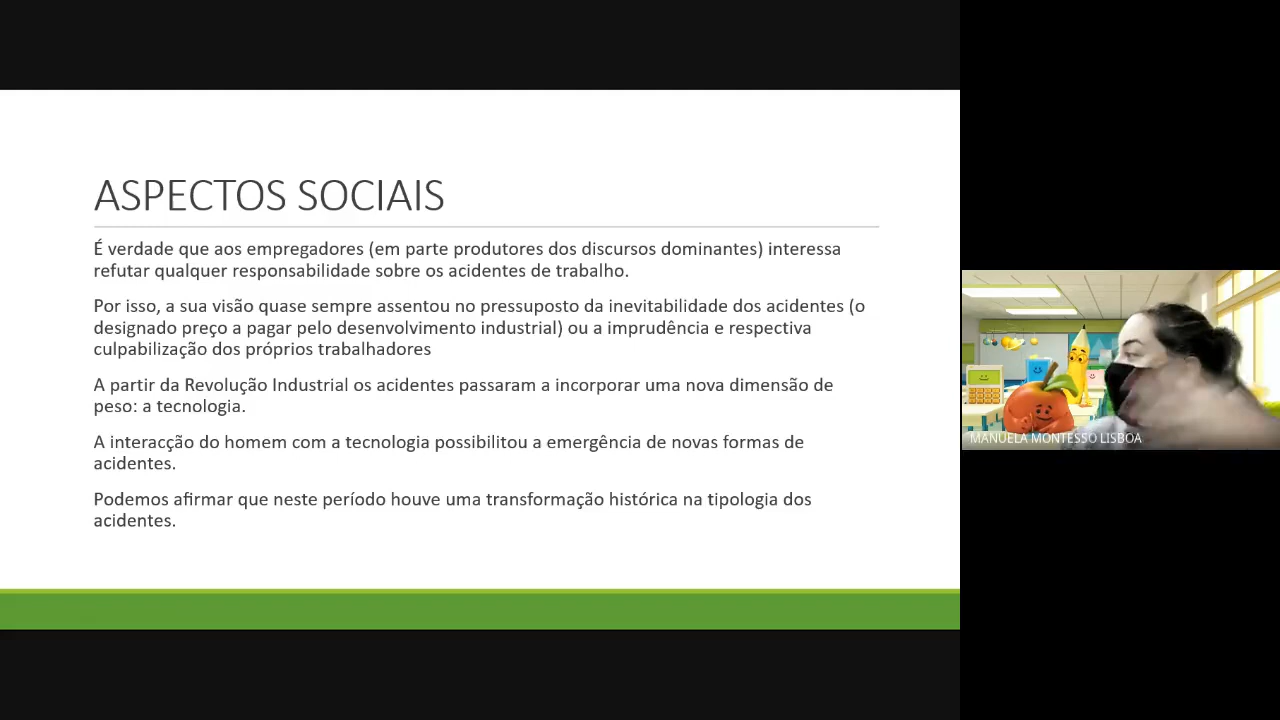 ASPECTOS SOCIAIS
É verdade que aos empregadores (em parte produtores dos discursos dominantes) interessa
refutar qualquer responsabilidade sobre os acidentes de trabalho.
Por isso, a sua visão quase sempre assentou no pressuposto da inevitabilidade dos acidentes (o
designado preço a pagar pelo desenvolvimento industrial) ou a imprudência e respectiva
culpabilização dos próprios trabalhadores
A partir da Revolução Industrial os acidentes passaram a incorporar uma nova dimensão de
peso: a tecnologia.
A interacção do homem com a tecnologia possibilitou a emergência de novas formas de
acidentes.
Podemos afirmar que neste período houve uma transformação histórica na tipologia dos
acidentes.
MANUELA MONTESSO LISBOA